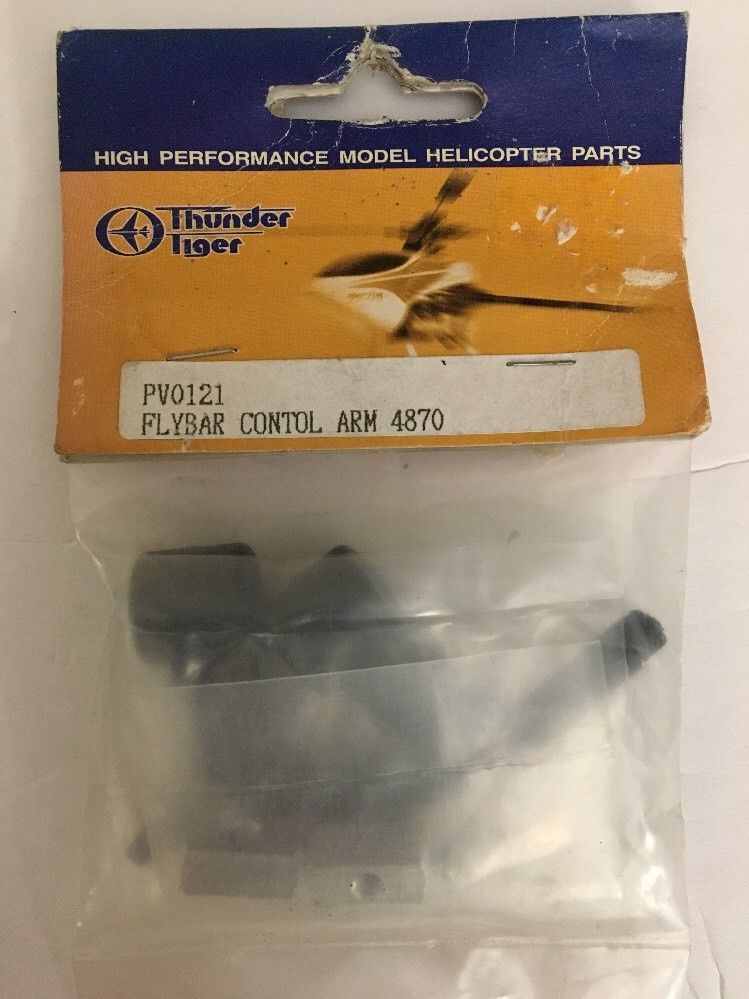 HIGH PERFORMANCE MODEL HELICOPTER PARTS
Thunder
Tiger
PV0121
FLYBAR CONTOL ARM 4870